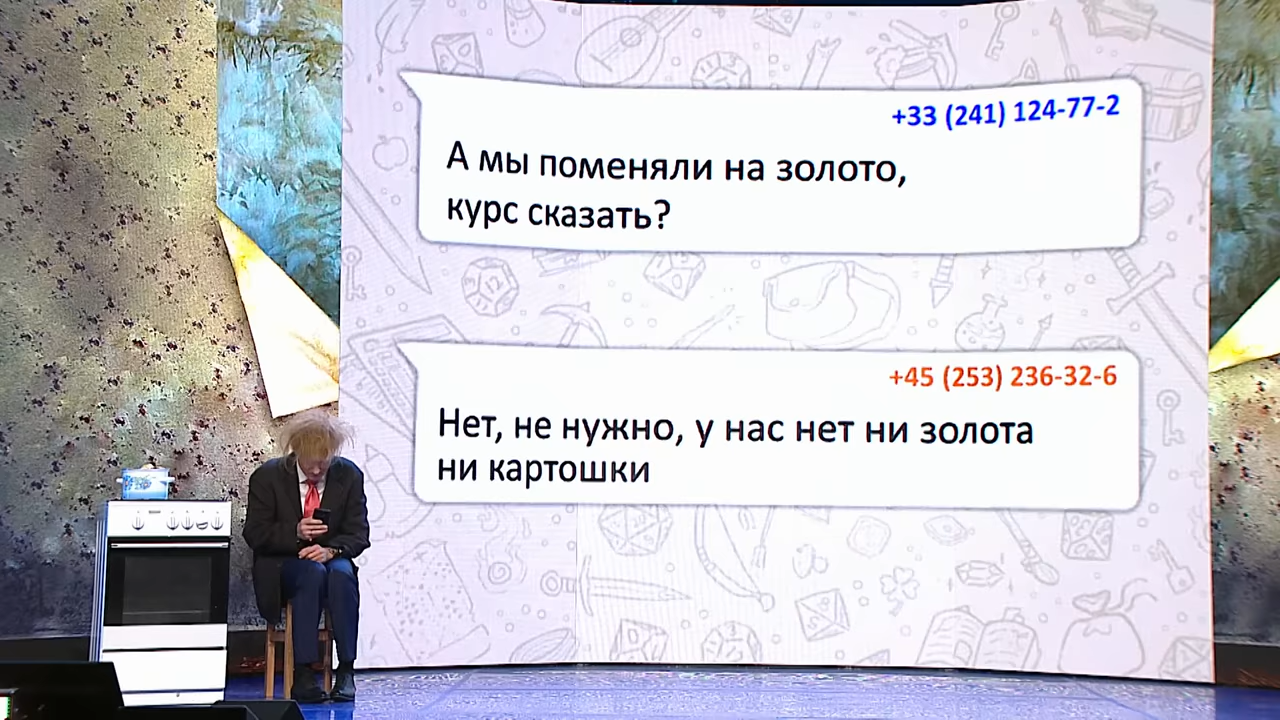 +33 (241) 124-77-2
А мы поменяли на золото,
курс сказать?
+45 (253) 236-32-6
Нет, не нужно, у нас нет ни золота
ни картошки